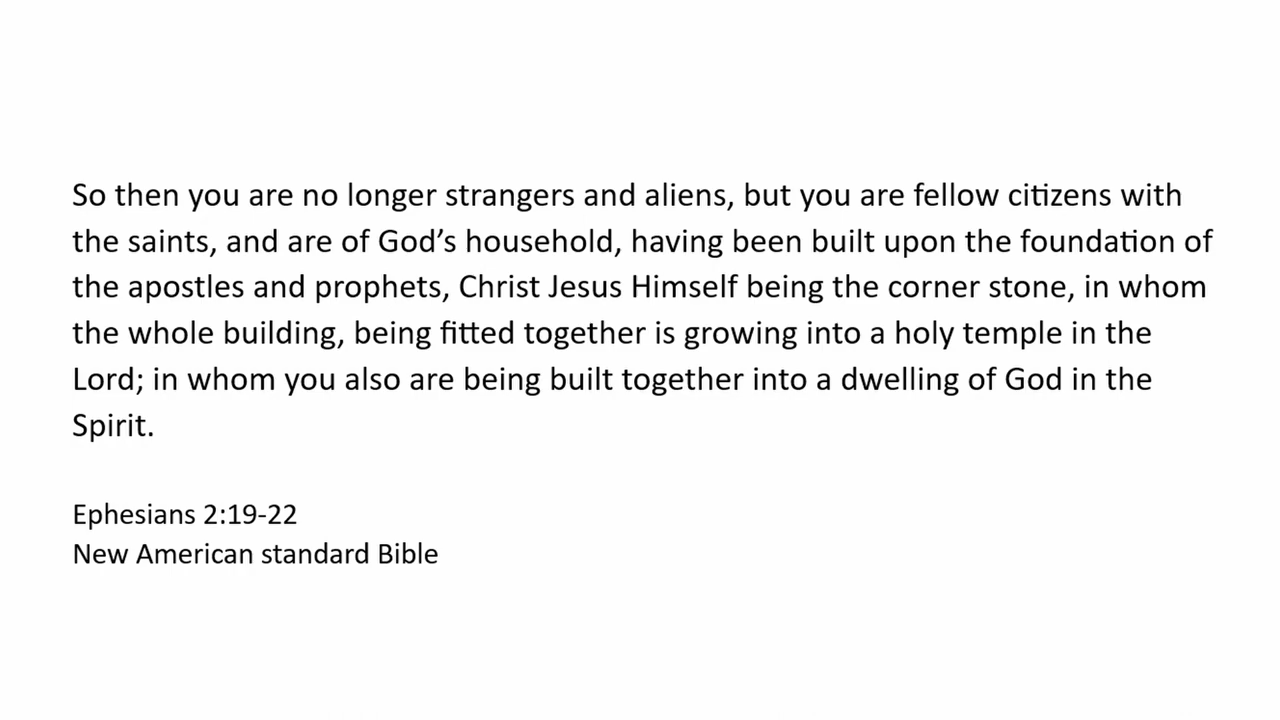 So then you are no longer strangers and aliens, but you are fellow citizens with
the saints, and are of God’s household, having been built upon the foundation of
the apostles and prophets, Christ Jesus Himself being the corner stone, in whom
the whole building, being fitted together is growing into a holy temple in the
Lord; in whom you also are being built together into a dwelling of God in the
Spirit.
Ephesians 2:19-22
New American standard Bible